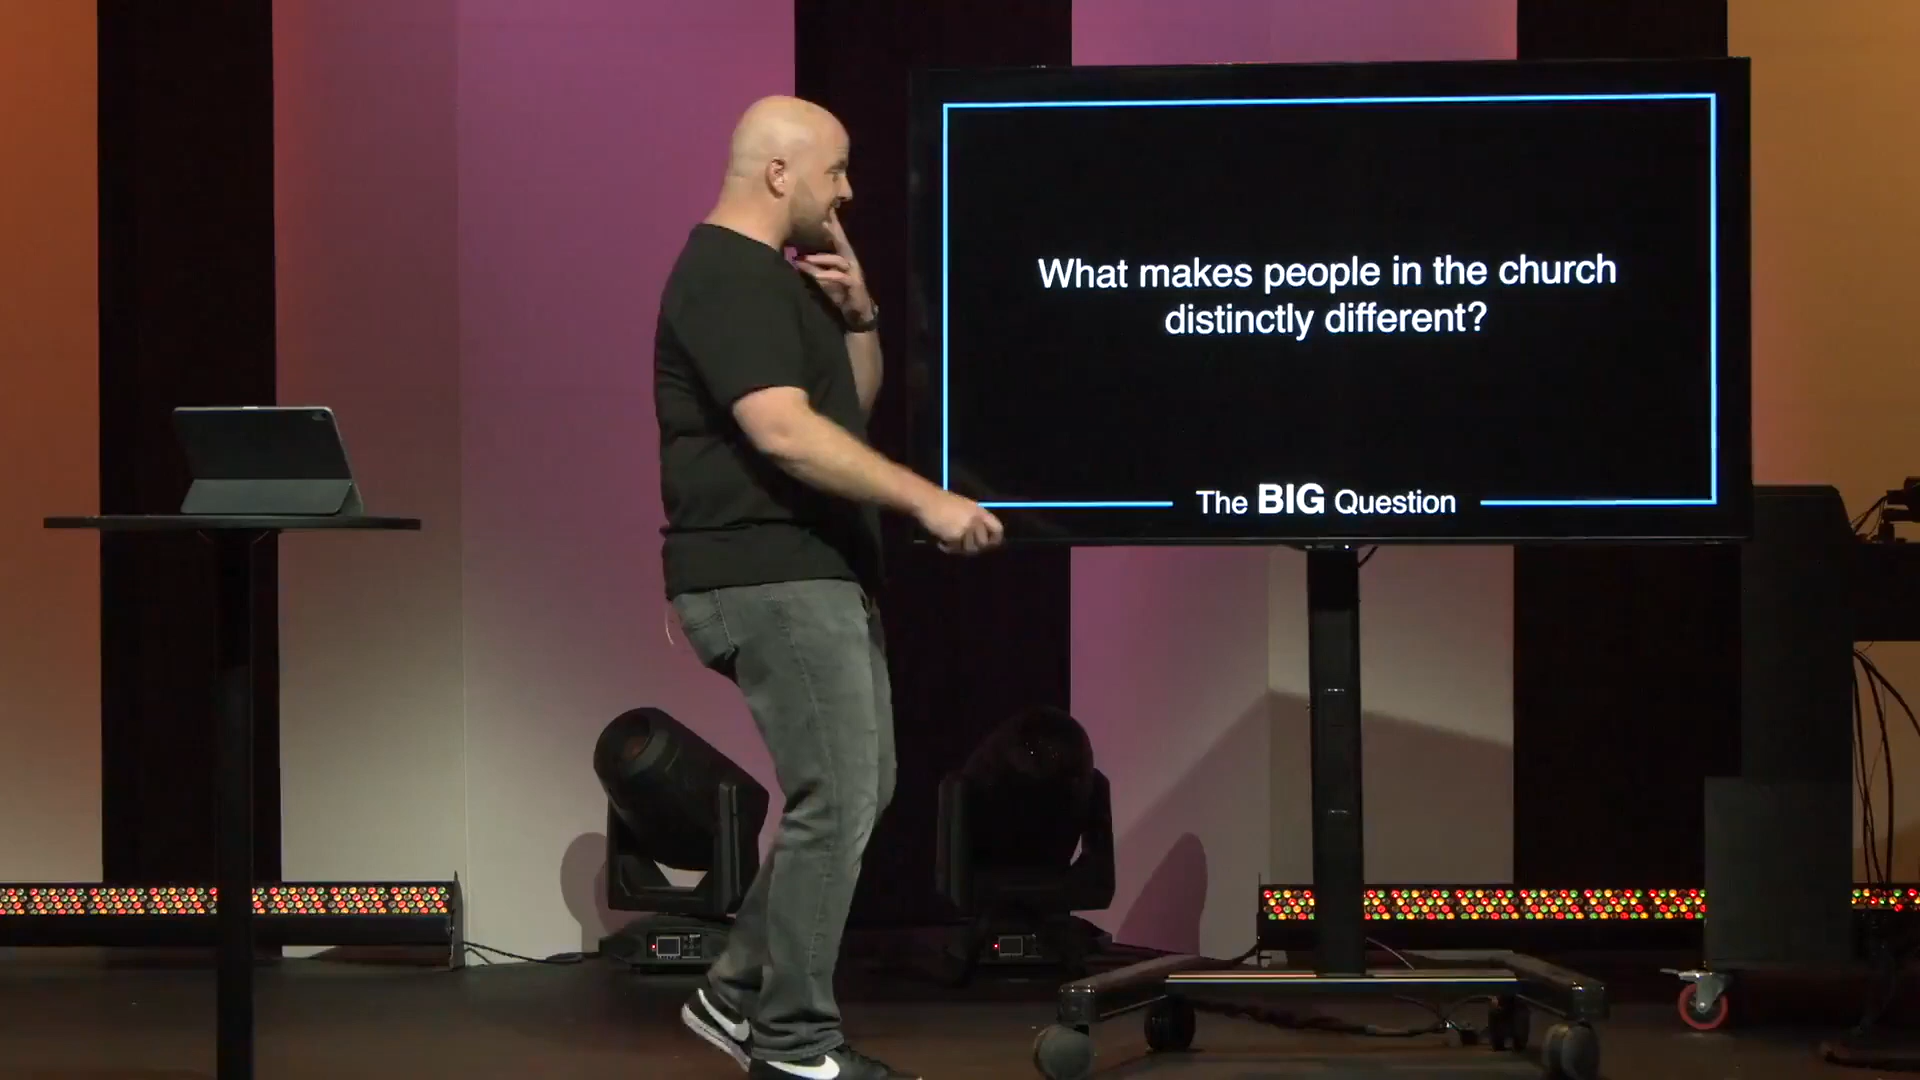 What makes people in the church
distinctly different?
The BIG Question